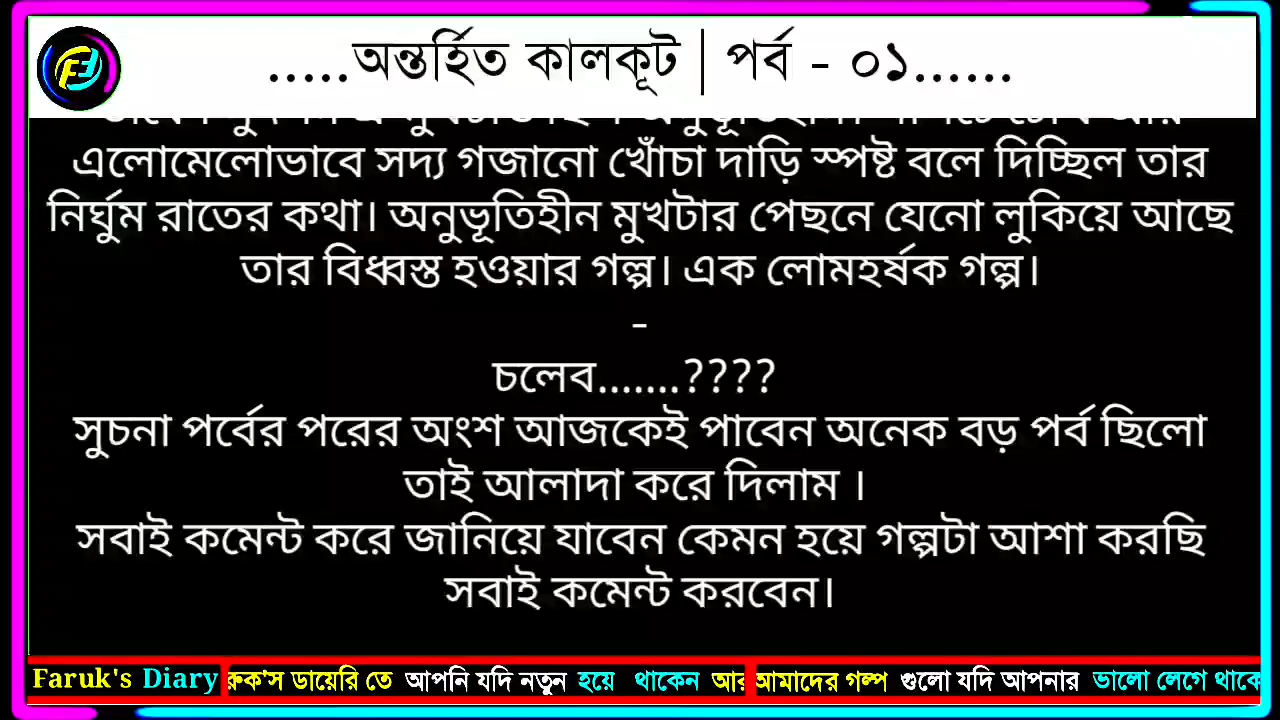 .....অন্তর্হিত কালকূট | পর্ব - ০১......
এলোমেলোভাবে সদ্য গজানো খোঁচা দাড়ি স্পষ্ট বলে দিচ্ছিল তার
নির্ঘুম রাতের কথা। অনুভূতিহীন মুখটার পেছনে যেনো লুকিয়ে আছে
তার বিধ্বস্ত হওয়ার গল্প। এক লোমহর্ষক গল্প।
-
চলেব.......????
সুচনা পর্বের পরের অংশ আজকেই পাবেন অনেক বড় পর্ব ছিলো
তাই আলাদা করে দিলাম ।
সবাই কমেন্ট করে জানিয়ে যাবেন কেমন হয়ে গল্পটা আশা করছি
সবাই কমেন্ট করবেন।
Faruk's Diary রুক'স ডায়েরি তে আপনি যদি নতুন হয়ে থাকেন আর আমাদের গল্প গুলো যদি আপনার ভালো লেগে থাকে